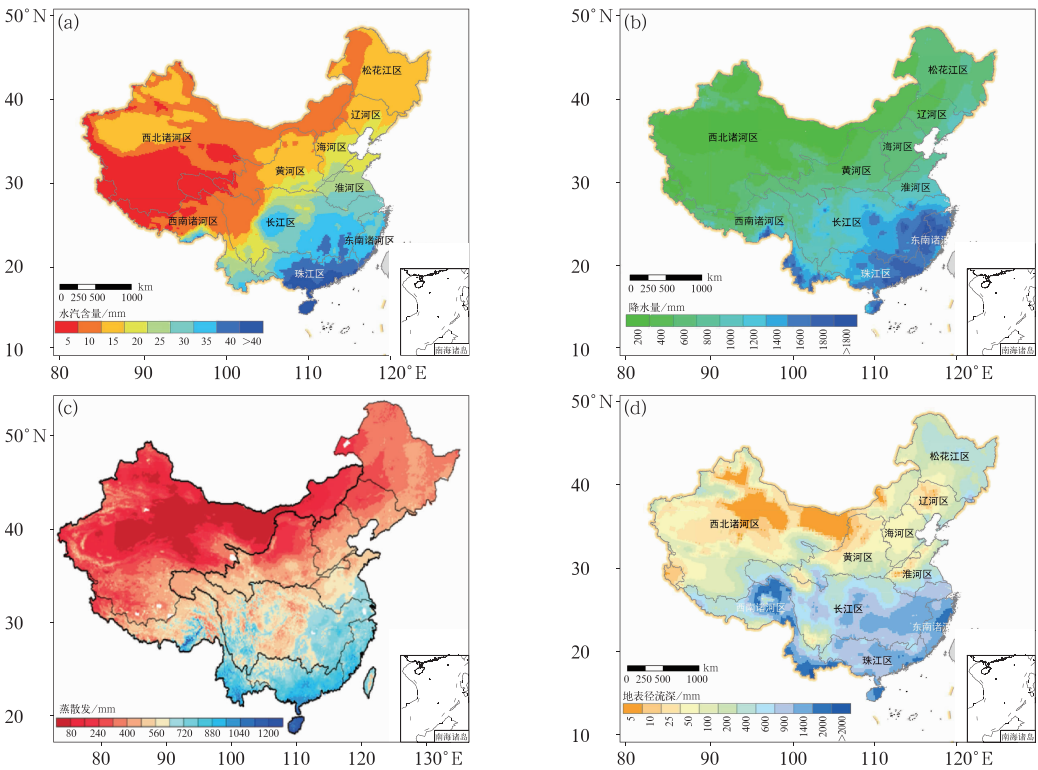 (a)
50°N
40
30
20
10
80
90
100
110
120°E
松花江区
辽河区
海河区
西北诸河区
黄河区
淮河区
西南诸河区
长江区
东南诸河区
珠江区
0 250 500 1000 km
水汽含量/mm
5 10 15 20 25 30 35 40 >40
南海诸岛
(b)
50°N
40
30
20
10
80
90
100
110
120°E
松花江区
辽河区
西北诸河区
海河区
黄河区
淮河区
西南诸河区
长江区
东南诸河
珠江区
0 250 500 1000 km
降水量/mm
200 400 600 800 1000 1200 1400 1600 1800 >1800
南海诸岛
(c)
50°N
40
30
20
80
90
100
110
120
130°E
蒸散发/mm
80 240 400 560 720 880 1040 1200
南海诸岛
(d)
50°N
40
30
20
10
80
90
100
110
120°E
松花江区
辽河区
西北诸河区
海河区
黄河区
淮河区
西南诸河区
长江区
东南诸河
珠江区
0 250 500 1000 km
地表径流深/mm
5 10 25 50 100 200 400 600 900 1400 2000 >2000
南海诸岛